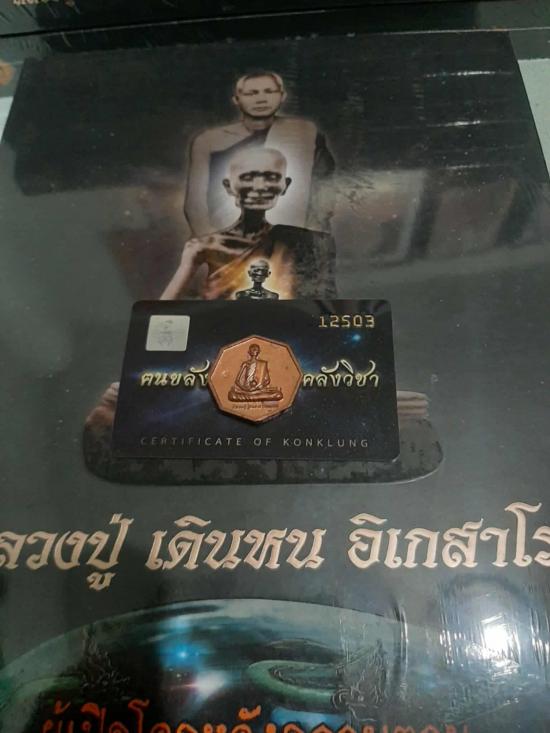 12503
คนขลัง คลังวิชา
CERTIFICATE OF KONKLUNG
ลวงปู่ เดินหน อิเกสาโร